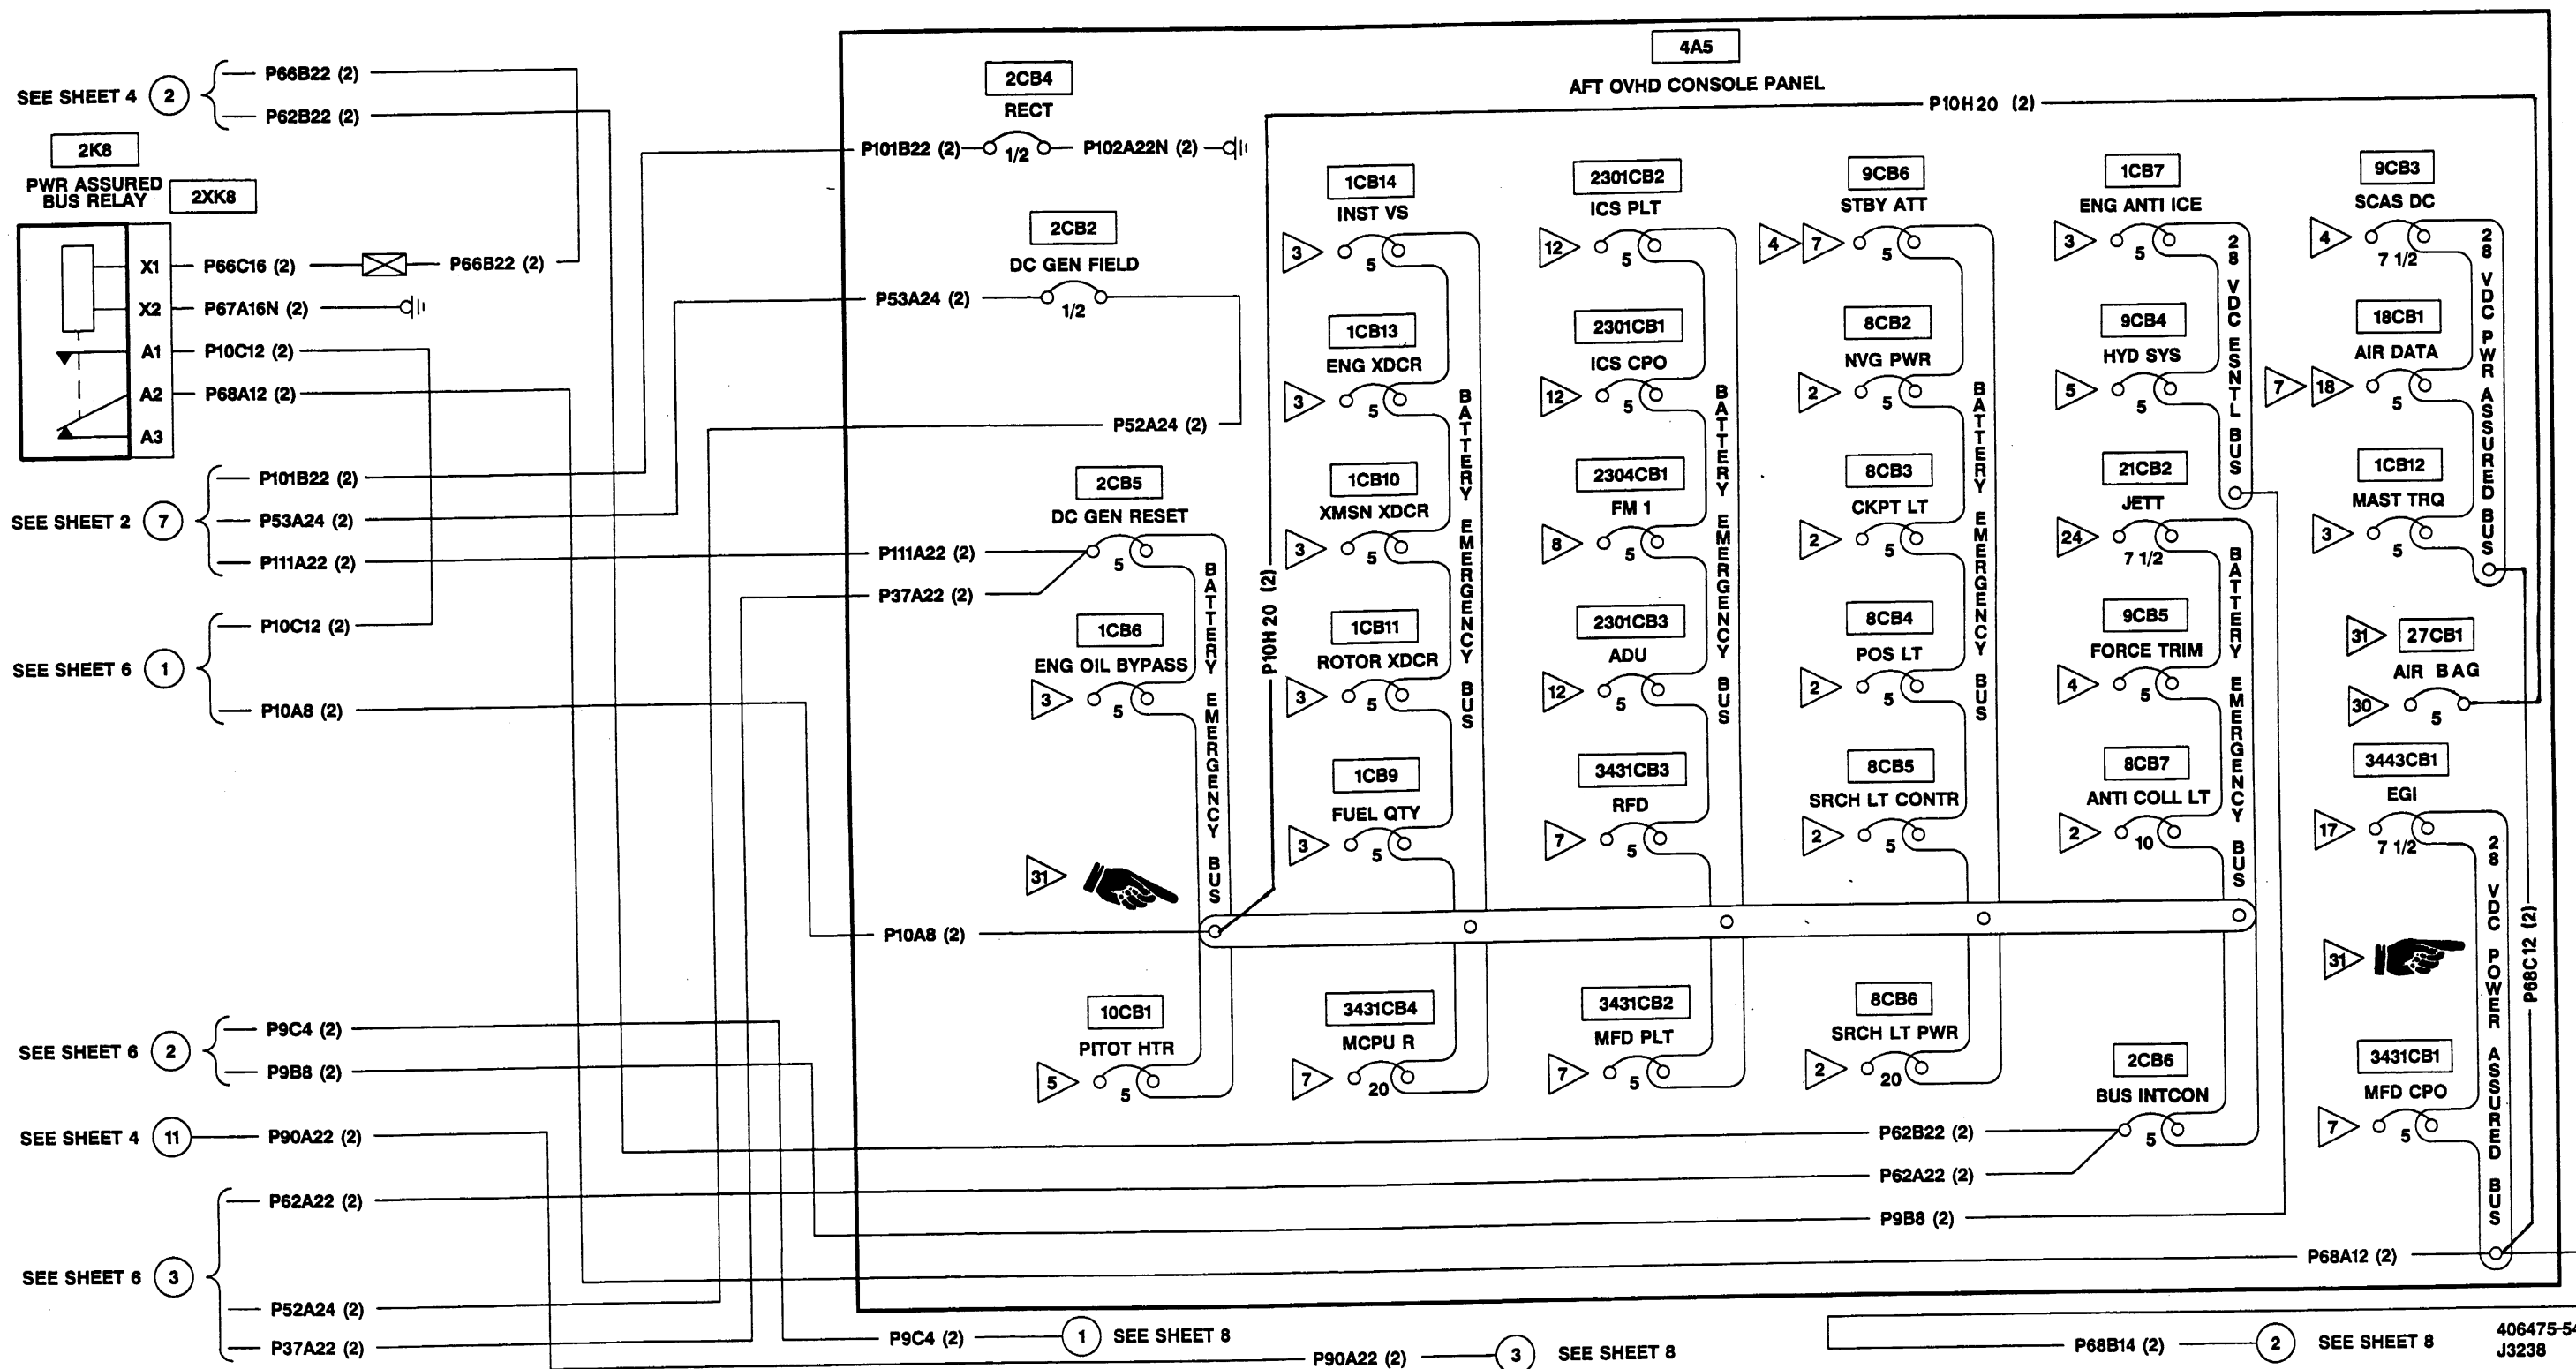 4A5
AFT OVHD CONSOLE PANEL
P10H20 (2)
P10H20 (2)
SEE SHEET 4 2
P66B22 (2)
P62B22 (2)
2K8
PWR ASSURED
BUS RELAY
2XK8
X1 P66C16 (2) P66B22 (2)
X2 P67A16N (2)
A1 P10C12 (2)
A2 P68A12 (2)
A3
SEE SHEET 2 7
P101B22 (2)
P53A24 (2)
P111A22 (2)
SEE SHEET 6 1
P10C12 (2)
P10A8 (2)
SEE SHEET 6 2
P9C4 (2)
P9B8 (2)
SEE SHEET 4 11 P90A22 (2)
SEE SHEET 6 3
P62A22 (2)
P52A24 (2)
P37A22 (2)
2CB4
RECT
P101B22 (2) 1/2 P102A22N (2)
2CB2
DC GEN FIELD
P53A24 (2) 1/2
P52A24 (2)
2CB5
DC GEN RESET
P111A22 (2) 5
P37A22 (2)
1CB6
ENG OIL BYPASS
3 5
BATTERY EMERGENCY BUS
31
P10A8 (2)
10CB1
PITOT HTR
5 5
1CB14
INST VS
3 5
1CB13
ENG XDCR
3 5
1CB10
XMSN XDCR
3 5
1CB11
ROTOR XDCR
3 5
1CB9
FUEL QTY
3 5
BATTERY EMERGENCY BUS
3431CB4
MCPU R
7 20
2301CB2
ICS PLT
12 5
2301CB1
ICS CPO
12 5
2304CB1
FM 1
8 5
2301CB3
ADU
12 5
3431CB3
RFD
7 5
BATTERY EMERGENCY BUS
3431CB2
MFD PLT
7 5
9CB6
STBY ATT
4 7 5
8CB2
NVG PWR
2 5
8CB3
CKPT LT
2 5
8CB4
POS LT
2 5
8CB5
SRCH LT CONTR
2 5
BATTERY EMERGENCY BUS
8CB6
SRCH LT PWR
2 20
1CB7
ENG ANTI ICE
3 5
9CB4
HYD SYS
5 5
28 VDC ESNTL BUS
21CB2
JETT
24 7 1/2
9CB5
FORCE TRIM
4 5
8CB7
ANTI COLL LT
2 10
BATTERY EMERGENCY BUS
2CB6
BUS INTCON
P62B22 (2) 5
P62A22 (2)
P9B8 (2)
P68A12 (2)
9CB3
SCAS DC
4 7 1/2
18CB1
AIR DATA
7 18 5
1CB12
MAST TRQ
3 5
28 VDC PWR ASSURED BUS
31 27CB1
AIR BAG
30 5
3443CB1
EGI
17 7 1/2
31
3431CB1
MFD CPO
7 5
28 VDC POWER ASSURED BUS
P68C12 (2)
P9C4 (2) 1 SEE SHEET 8
P90A22 (2) 3 SEE SHEET 8
P68B14 (2) 2 SEE SHEET 8
406475-54
J3238